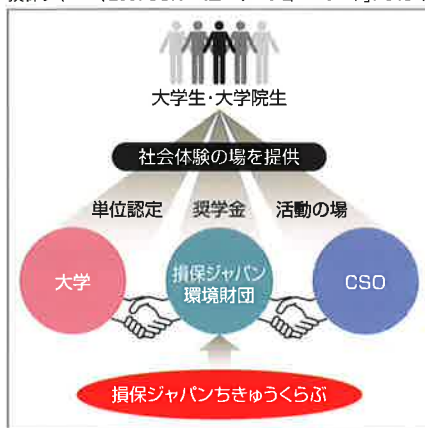 大学生・大学院生
社会体験の場を提供
単位認定 奨学金 活動の場
大学
損保ジャパン
環境財団
CSO
損保ジャパンちきゅうくらぶ